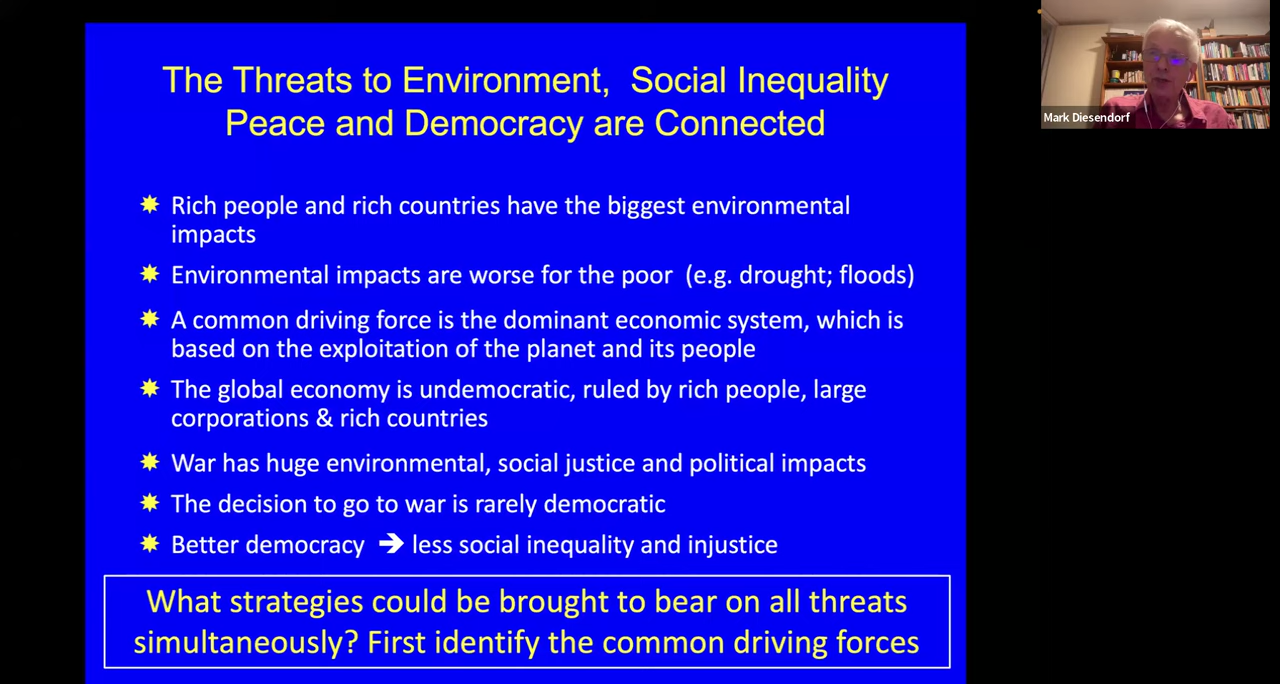 The Threats to Environment,  Social Inequality
Peace and Democracy are Connected
Rich people and rich countries have the biggest environmental
impacts
Environmental impacts are worse for the poor  (e.g. drought; floods)
A common driving force is the dominant economic system, which is
based on the exploitation of the planet and its people
The global economy is undemocratic, ruled by rich people, large
corporations & rich countries
War has huge environmental, social justice and political impacts
The decision to go to war is rarely democratic
Better democracy ➔ less social inequality and injustice
What strategies could be brought to bear on all threats
simultaneously? First identify the common driving forces
Mark Diesendorf